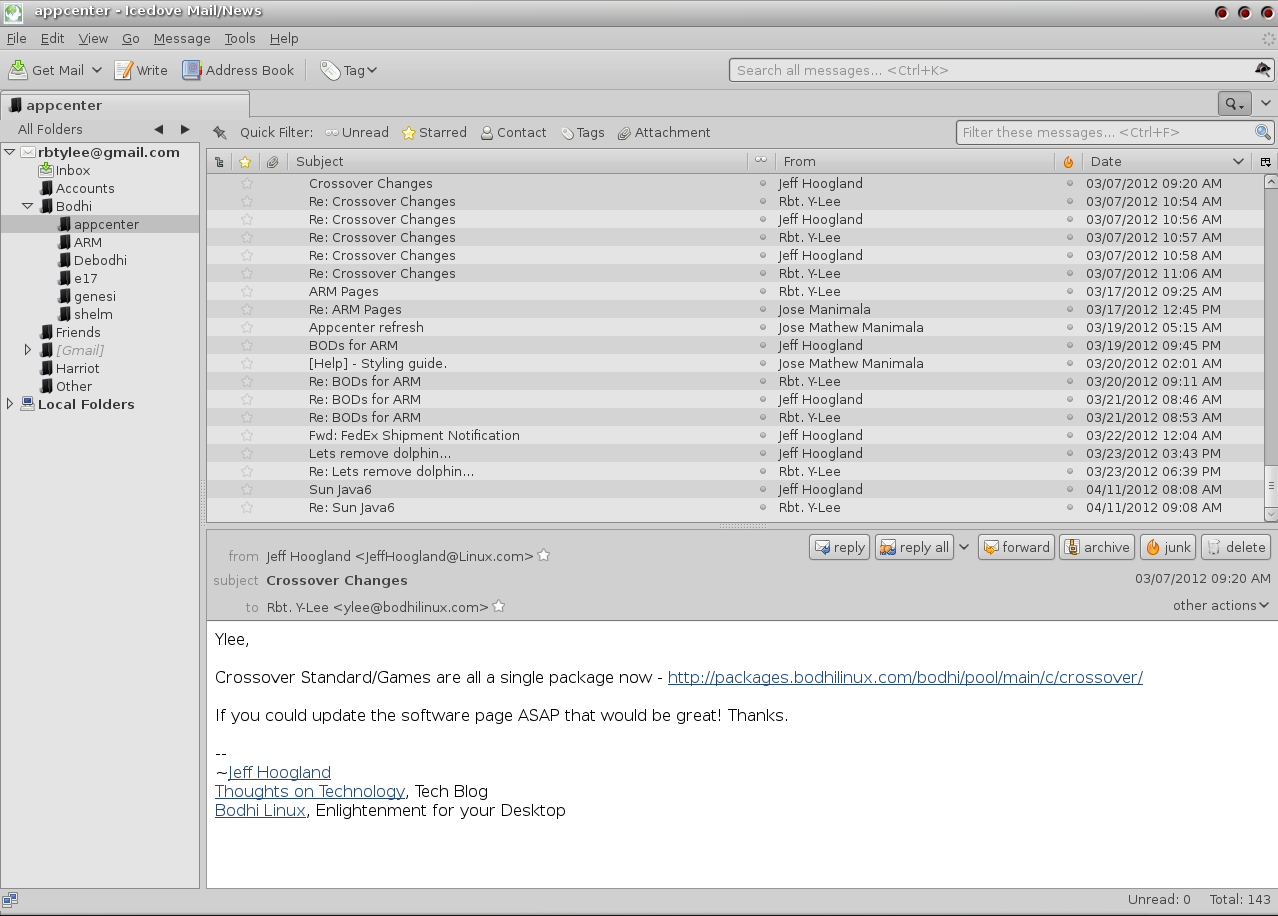 appcenter - Icedove Mail/News
File Edit View Go Message Tools Help
Get Mail Write Address Book Tag Search all messages... <Ctrl+K>
appcenter
All Folders Quick Filter: Unread Starred Contact Tags Attachment Filter these messages... <Ctrl+F>
rbtylee@gmail.com
Inbox
Accounts
Bodhi
appcenter
ARM
Debodhi
e17
genesi
shelm
Friends
[Gmail]
Harriot
Other
Local Folders
Subject From Date
Crossover Changes Jeff Hoogland 03/07/2012 09:20 AM
Re: Crossover Changes Rbt. Y-Lee 03/07/2012 10:54 AM
Re: Crossover Changes Jeff Hoogland 03/07/2012 10:56 AM
Re: Crossover Changes Rbt. Y-Lee 03/07/2012 10:57 AM
Re: Crossover Changes Jeff Hoogland 03/07/2012 10:58 AM
Re: Crossover Changes Rbt. Y-Lee 03/07/2012 11:06 AM
ARM Pages Rbt. Y-Lee 03/17/2012 09:25 AM
Re: ARM Pages Jose Manimala 03/17/2012 12:45 PM
Appcenter refresh Jose Mathew Manimala 03/19/2012 05:15 AM
BODs for ARM Jeff Hoogland 03/19/2012 09:45 PM
[Help] - Styling guide. Jose Mathew Manimala 03/20/2012 02:01 AM
Re: BODs for ARM Rbt. Y-Lee 03/20/2012 09:11 AM
Re: BODs for ARM Jeff Hoogland 03/21/2012 08:46 AM
Re: BODs for ARM Rbt. Y-Lee 03/21/2012 08:53 AM
Fwd: FedEx Shipment Notification Jeff Hoogland 03/22/2012 12:04 AM
Lets remove dolphin... Jeff Hoogland 03/23/2012 03:43 PM
Re: Lets remove dolphin... Rbt. Y-Lee 03/23/2012 06:39 PM
Sun Java6 Jeff Hoogland 04/11/2012 08:08 AM
Re: Sun Java6 Rbt. Y-Lee 04/11/2012 09:08 AM
from Jeff Hoogland <JeffHoogland@Linux.com> reply reply all forward archive junk delete
subject Crossover Changes 03/07/2012 09:20 AM
to Rbt. Y-Lee <ylee@bodhilinux.com> other actions
Ylee,
Crossover Standard/Games are all a single package now - http://packages.bodhilinux.com/bodhi/pool/main/c/crossover/
If you could update the software page ASAP that would be great! Thanks.
--
~Jeff Hoogland
Thoughts on Technology, Tech Blog
Bodhi Linux, Enlightenment for your Desktop
Unread: 0 Total: 143